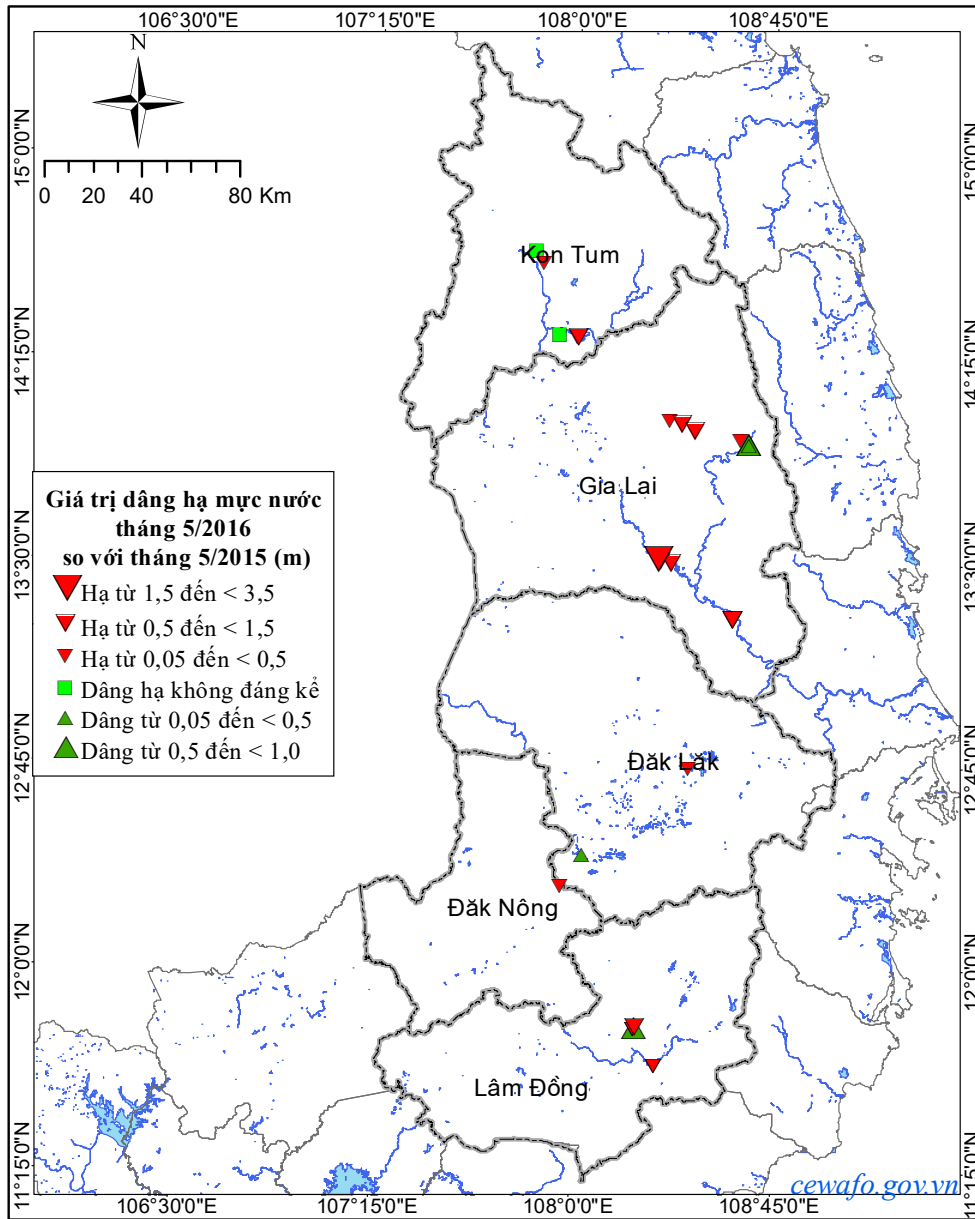 106°30'0"E 107°15'0"E 108°0'0"E 108°45'0"E
N
0 20 40 80 Km
15°0'0"N
15°0'0"N
Kon Tum
14°15'0"N
14°15'0"N
Gia Lai
Giá trị dâng hạ mực nước
tháng 5/2016
so với tháng 5/2015 (m)
Hạ từ 1,5 đến < 3,5
Hạ từ 0,5 đến < 1,5
Hạ từ 0,05 đến < 0,5
Dâng hạ không đáng kể
Dâng từ 0,05 đến < 0,5
Dâng từ 0,5 đến < 1,0
13°30'0"N
13°30'0"N
Đăk Lăk
12°45'0"N
12°45'0"N
Đăk Nông
12°0'0"N
12°0'0"N
Lâm Đồng
11°15'0"N
11°15'0"N
cewafo.gov.vn
106°30'0"E 107°15'0"E 108°0'0"E 108°45'0"E